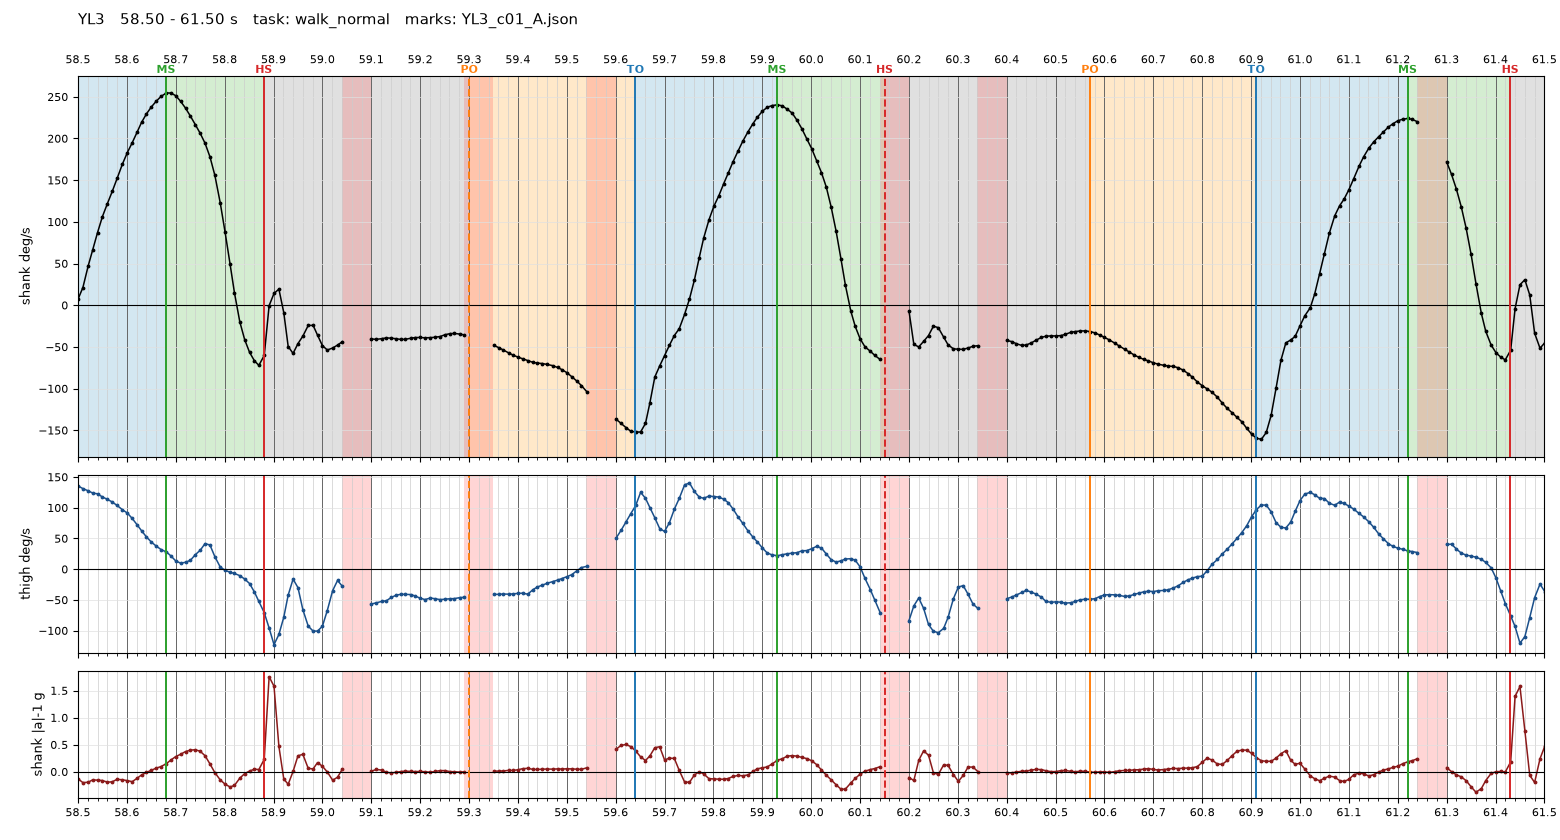 YL3   58.50 - 61.50 s   task: walk_normal   marks: YL3_c01_A.json
58.5 58.6 58.7 58.8 58.9 59.0 59.1 59.2 59.3 59.4 59.5 59.6 59.7 59.8 59.9 60.0 60.1 60.2 60.3 60.4 60.5 60.6 60.7 60.8 60.9 61.0 61.1 61.2 61.3 61.4 61.5
MS HS PO TO MS HS PO TO MS HS
shank deg/s
250
200
150
100
50
0
−50
−100
−150
thigh deg/s
150
100
50
0
−50
−100
shank |a|-1 g
1.5
1.0
0.5
0.0
58.5 58.6 58.7 58.8 58.9 59.0 59.1 59.2 59.3 59.4 59.5 59.6 59.7 59.8 59.9 60.0 60.1 60.2 60.3 60.4 60.5 60.6 60.7 60.8 60.9 61.0 61.1 61.2 61.3 61.4 61.5